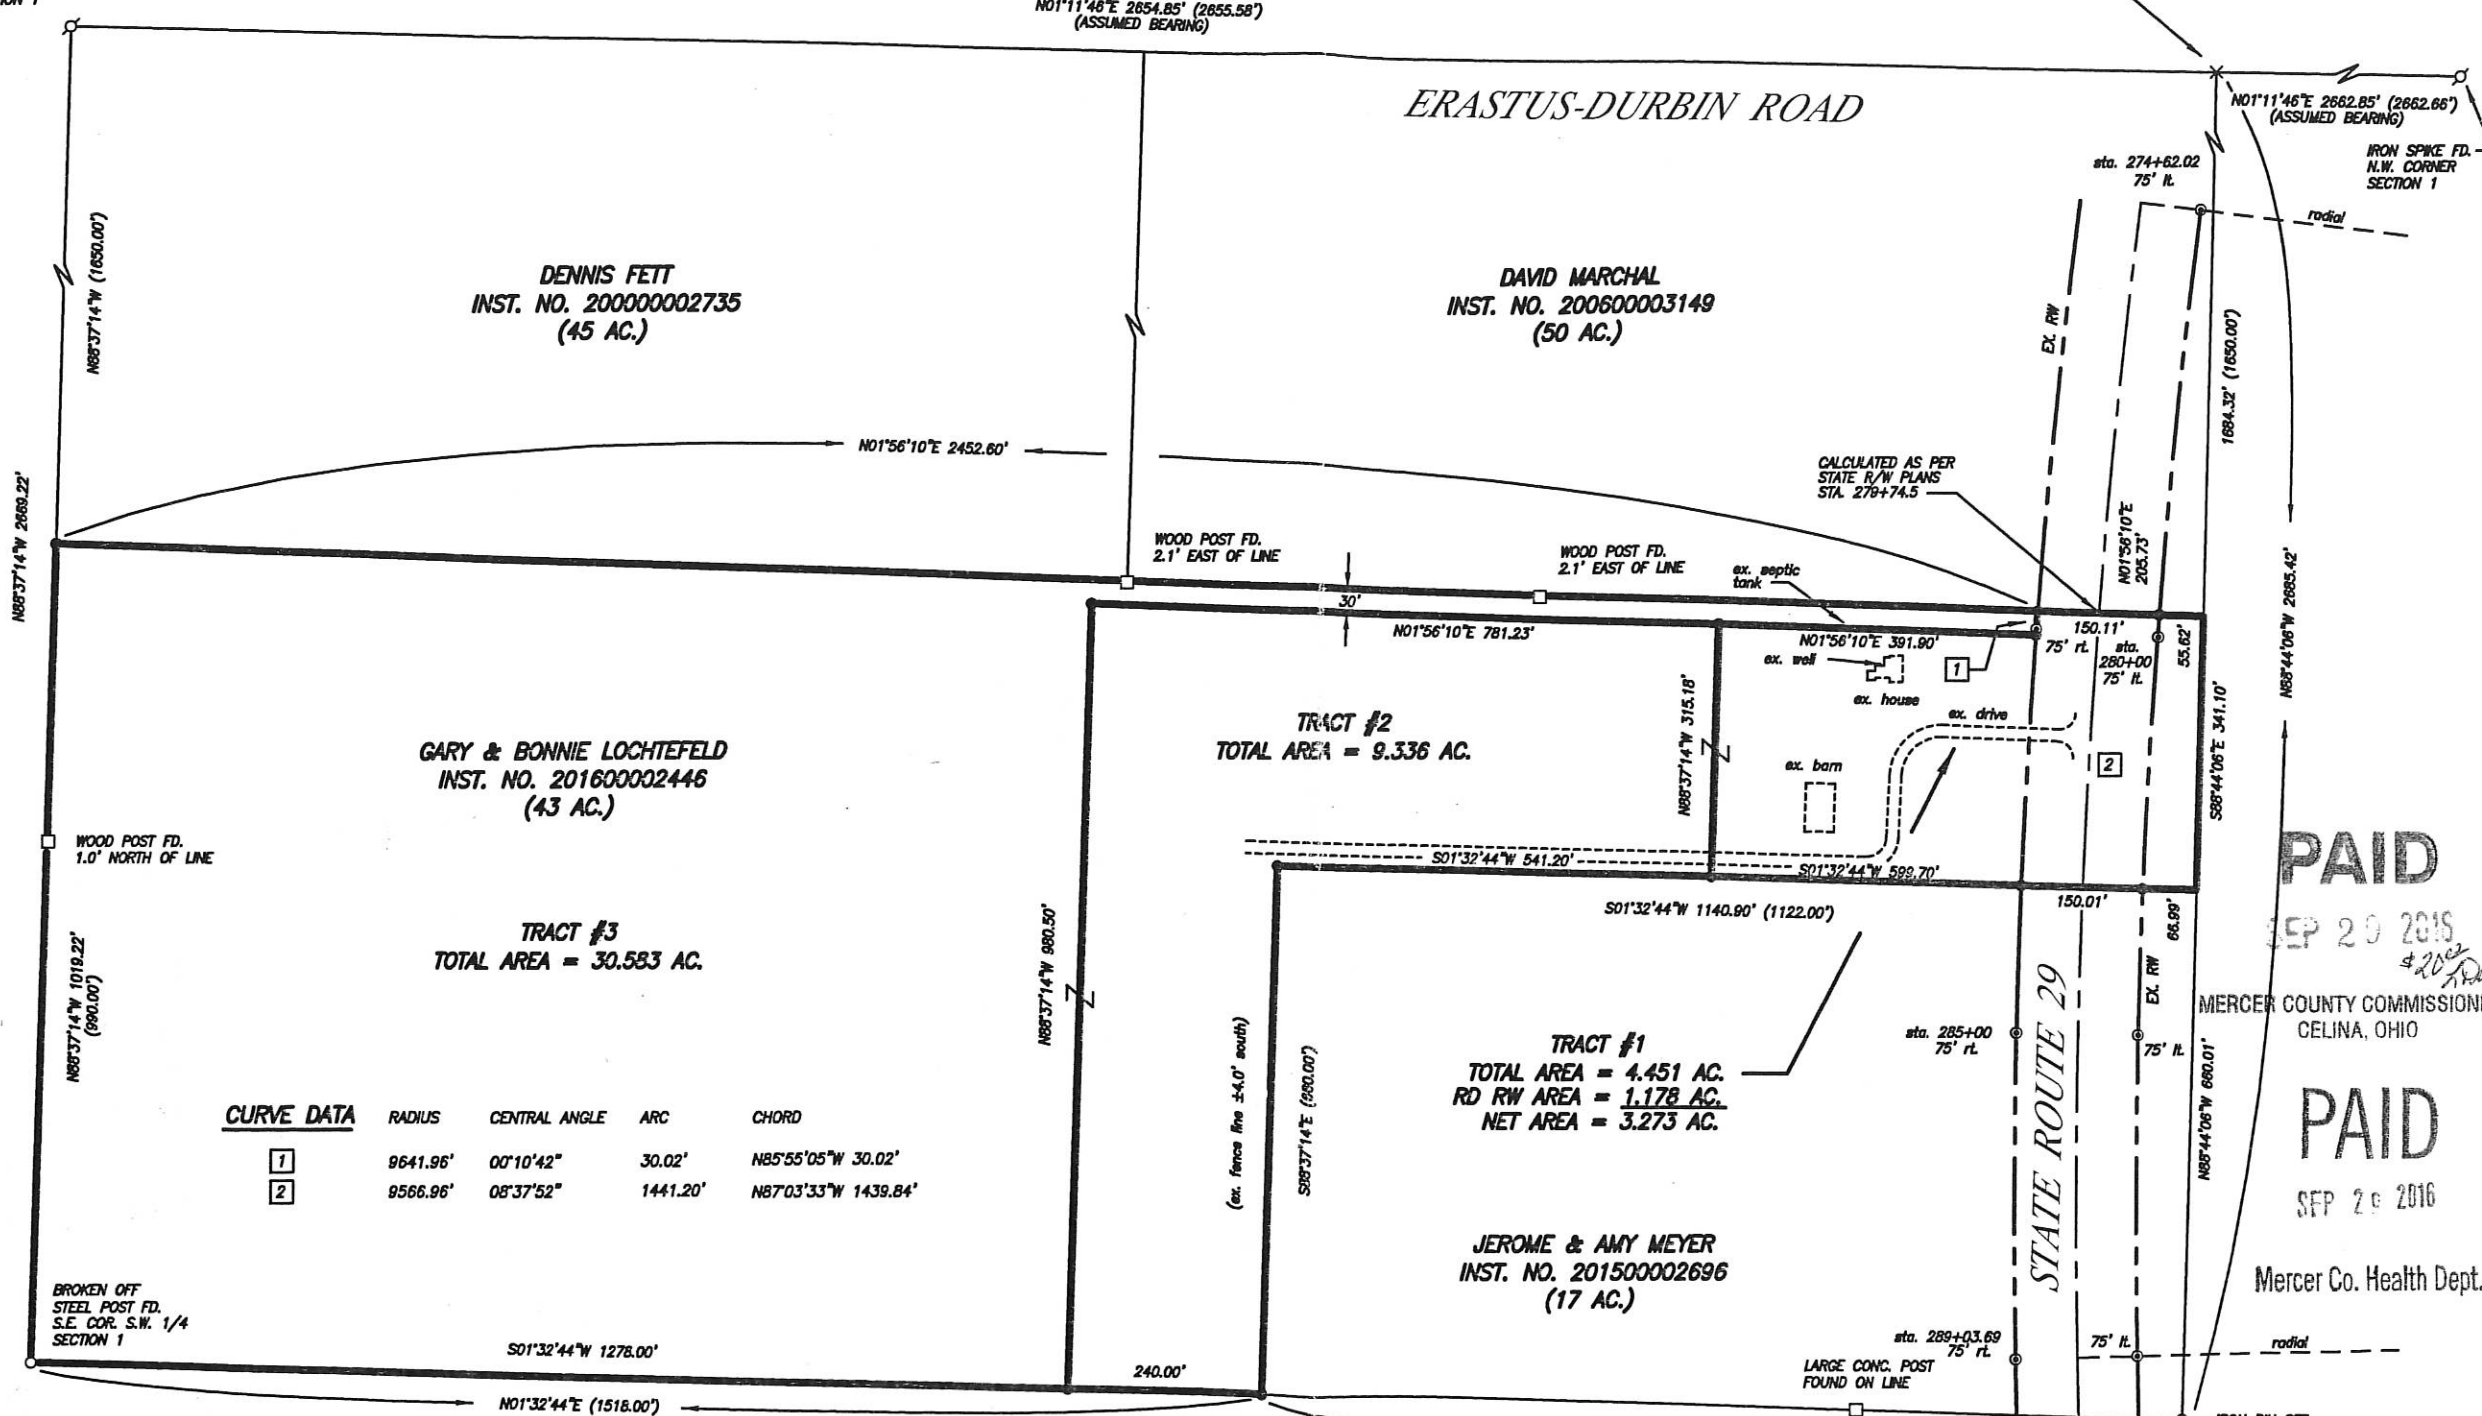 N01°11'46"E 2654.85' (2655.58')
(ASSUMED BEARING)
ERASTUS-DURBIN ROAD
N01°11'46"E 2662.85' (2662.66')
(ASSUMED BEARING)
IRON SPIKE FD.
N.W. CORNER
SECTION 1
sta. 274+62.02
75' lt.
radial
N88°37'14"W (1650.00')
DENNIS FETT
INST. NO. 200000002735
(45 AC.)
DAVID MARCHAL
INST. NO. 200600003149
(50 AC.)
EX. RW
1684.32' (1650.00')
N01°56'10"E 2452.60'
CALCULATED AS PER
STATE R/W PLANS
STA. 279+74.5
N01°56'10"E
205.73'
N88°37'14"W 2669.22'
N88°44'06"W 2685.42'
WOOD POST FD.
2.1' EAST OF LINE
WOOD POST FD.
2.1' EAST OF LINE
ex. septic
tank
30'
N01°56'10"E 781.23'
N01°56'10"E 391.90'
150.11'
75' rt.
sta.
280+00
75' lt.
55.62'
ex. well
1
ex. house
ex. drive
N88°37'14"W 315.18'
S88°44'06"E 341.10'
2
ex. barn
TRACT #2
TOTAL AREA = 9.336 AC.
GARY & BONNIE LOCHTEFELD
INST. NO. 201600002446
(43 AC.)
WOOD POST FD.
1.0' NORTH OF LINE
S01°32'44"W 541.20'
S01°32'44"W 599.70'
S01°32'44"W 1140.90' (1122.00')
150.01'
66.99'
PAID
SEP 29 2016
MERCER COUNTY
CELINA, OHIO
TRACT #3
TOTAL AREA = 30.583 AC.
N88°37'14"W 1019.22'
(990.00')
N88°37'14"W 980.50'
(ex. fence line ±4.0' south)
S88°37'14"E (960.00')
TRACT #1
TOTAL AREA = 4.451 AC.
RD RW AREA = 1.178 AC.
NET AREA = 3.273 AC.
sta. 285+00
75' rt.
STATE ROUTE 29
EX. RW
75' lt.
N88°44'06"W 660.01'
PAID
SEP 29 2016
Mercer Co. Health Dept.
CURVE DATA RADIUS CENTRAL ANGLE ARC CHORD
1 9641.96' 00°10'42" 30.02' N85°55'05"W 30.02'
2 9566.96' 08°37'52" 1441.20' N87°03'33"W 1439.84'
JEROME & AMY MEYER
INST. NO. 201500002696
(17 AC.)
BROKEN OFF
STEEL POST FD.
S.E. COR. S.W. 1/4
SECTION 1
S01°32'44"W 1278.00'
240.00'
N01°32'44"E (1518.00')
sta. 289+03.69
75' rt.
75' lt.
radial
LARGE CONC. POST
FOUND ON LINE